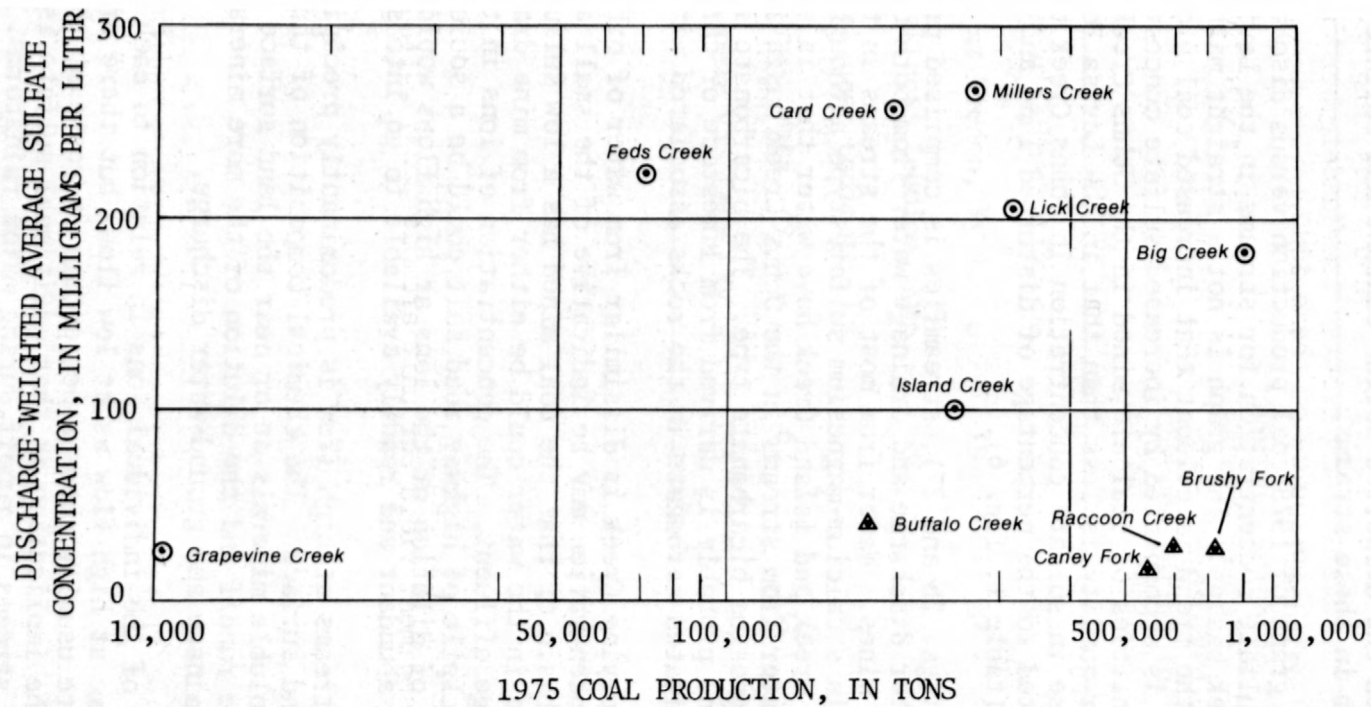 DISCHARGE-WEIGHTED AVERAGE SULFATE
CONCENTRATION, IN MILLIGRAMS PER LITER
300
200
100
0
Millers Creek
Card Creek
Feds Creek
Lick Creek
Big Creek
Island Creek
Brushy Fork
Raccoon Creek
Buffalo Creek
Caney Fork
Grapevine Creek
10,000
50,000
100,000
500,000
1,000,000
1975 COAL PRODUCTION, IN TONS